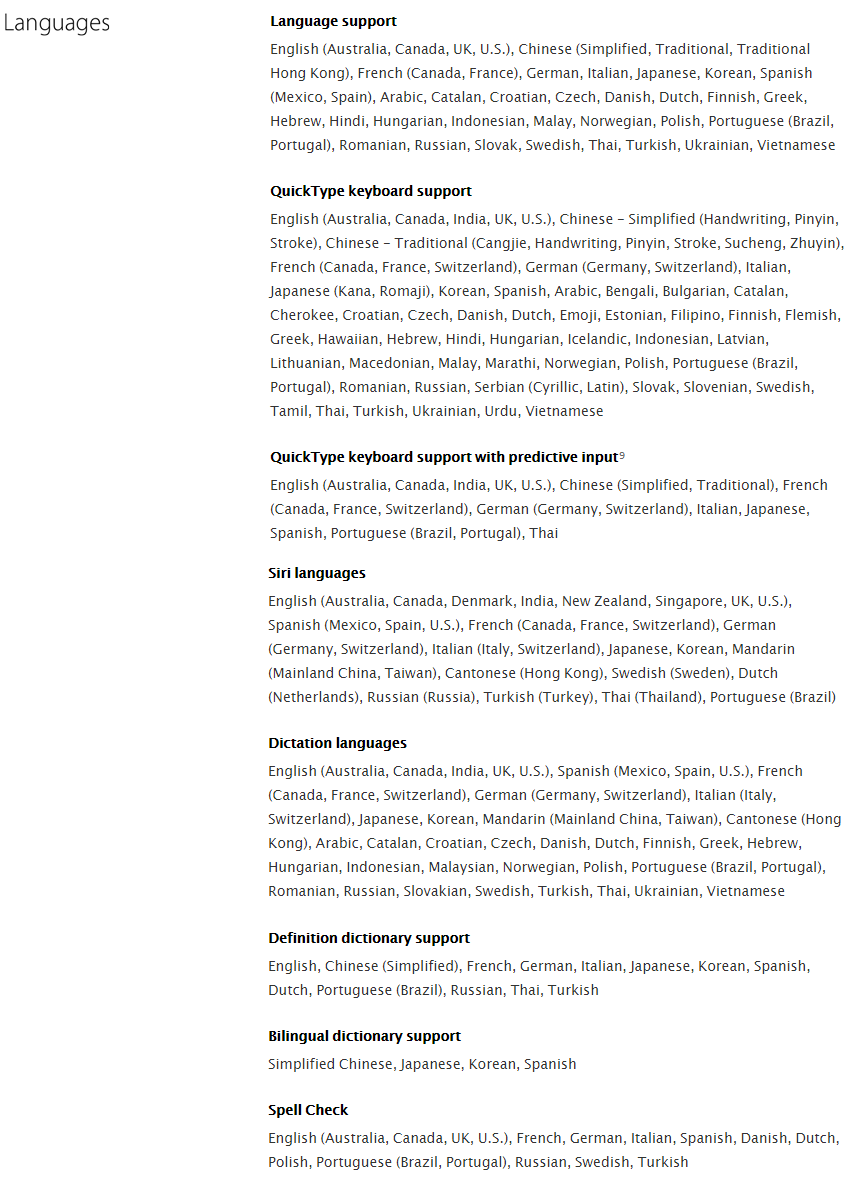 Languages
Language support
English (Australia, Canada, UK, U.S.), Chinese (Simplified, Traditional, Traditional
Hong Kong), French (Canada, France), German, Italian, Japanese, Korean, Spanish
(Mexico, Spain), Arabic, Catalan, Croatian, Czech, Danish, Dutch, Finnish, Greek,
Hebrew, Hindi, Hungarian, Indonesian, Malay, Norwegian, Polish, Portuguese (Brazil,
Portugal), Romanian, Russian, Slovak, Swedish, Thai, Turkish, Ukrainian, Vietnamese
QuickType keyboard support
English (Australia, Canada, India, UK, U.S.), Chinese – Simplified (Handwriting, Pinyin,
Stroke), Chinese – Traditional (Cangjie, Handwriting, Pinyin, Stroke, Sucheng, Zhuyin),
French (Canada, France, Switzerland), German (Germany, Switzerland), Italian,
Japanese (Kana, Romaji), Korean, Spanish, Arabic, Bengali, Bulgarian, Catalan,
Cherokee, Croatian, Czech, Danish, Dutch, Emoji, Estonian, Filipino, Finnish, Flemish,
Greek, Hawaiian, Hebrew, Hindi, Hungarian, Icelandic, Indonesian, Latvian,
Lithuanian, Macedonian, Malay, Marathi, Norwegian, Polish, Portuguese (Brazil,
Portugal), Romanian, Russian, Serbian (Cyrillic, Latin), Slovak, Slovenian, Swedish,
Tamil, Thai, Turkish, Ukrainian, Urdu, Vietnamese
QuickType keyboard support with predictive input⁹
English (Australia, Canada, India, UK, U.S.), Chinese (Simplified, Traditional), French
(Canada, France, Switzerland), German (Germany, Switzerland), Italian, Japanese,
Spanish, Portuguese (Brazil, Portugal), Thai
Siri languages
English (Australia, Canada, Denmark, India, New Zealand, Singapore, UK, U.S.),
Spanish (Mexico, Spain, U.S.), French (Canada, France, Switzerland), German
(Germany, Switzerland), Italian (Italy, Switzerland), Japanese, Korean, Mandarin
(Mainland China, Taiwan), Cantonese (Hong Kong), Swedish (Sweden), Dutch
(Netherlands), Russian (Russia), Turkish (Turkey), Thai (Thailand), Portuguese (Brazil)
Dictation languages
English (Australia, Canada, India, UK, U.S.), Spanish (Mexico, Spain, U.S.), French
(Canada, France, Switzerland), German (Germany, Switzerland), Italian (Italy,
Switzerland), Japanese, Korean, Mandarin (Mainland China, Taiwan), Cantonese (Hong
Kong), Arabic, Catalan, Croatian, Czech, Danish, Dutch, Finnish, Greek, Hebrew,
Hungarian, Indonesian, Malaysian, Norwegian, Polish, Portuguese (Brazil, Portugal),
Romanian, Russian, Slovakian, Swedish, Turkish, Thai, Ukrainian, Vietnamese
Definition dictionary support
English, Chinese (Simplified), French, German, Italian, Japanese, Korean, Spanish,
Dutch, Portuguese (Brazil), Russian, Thai, Turkish
Bilingual dictionary support
Simplified Chinese, Japanese, Korean, Spanish
Spell Check
English (Australia, Canada, UK, U.S.), French, German, Italian, Spanish, Danish, Dutch,
Polish, Portuguese (Brazil, Portugal), Russian, Swedish, Turkish